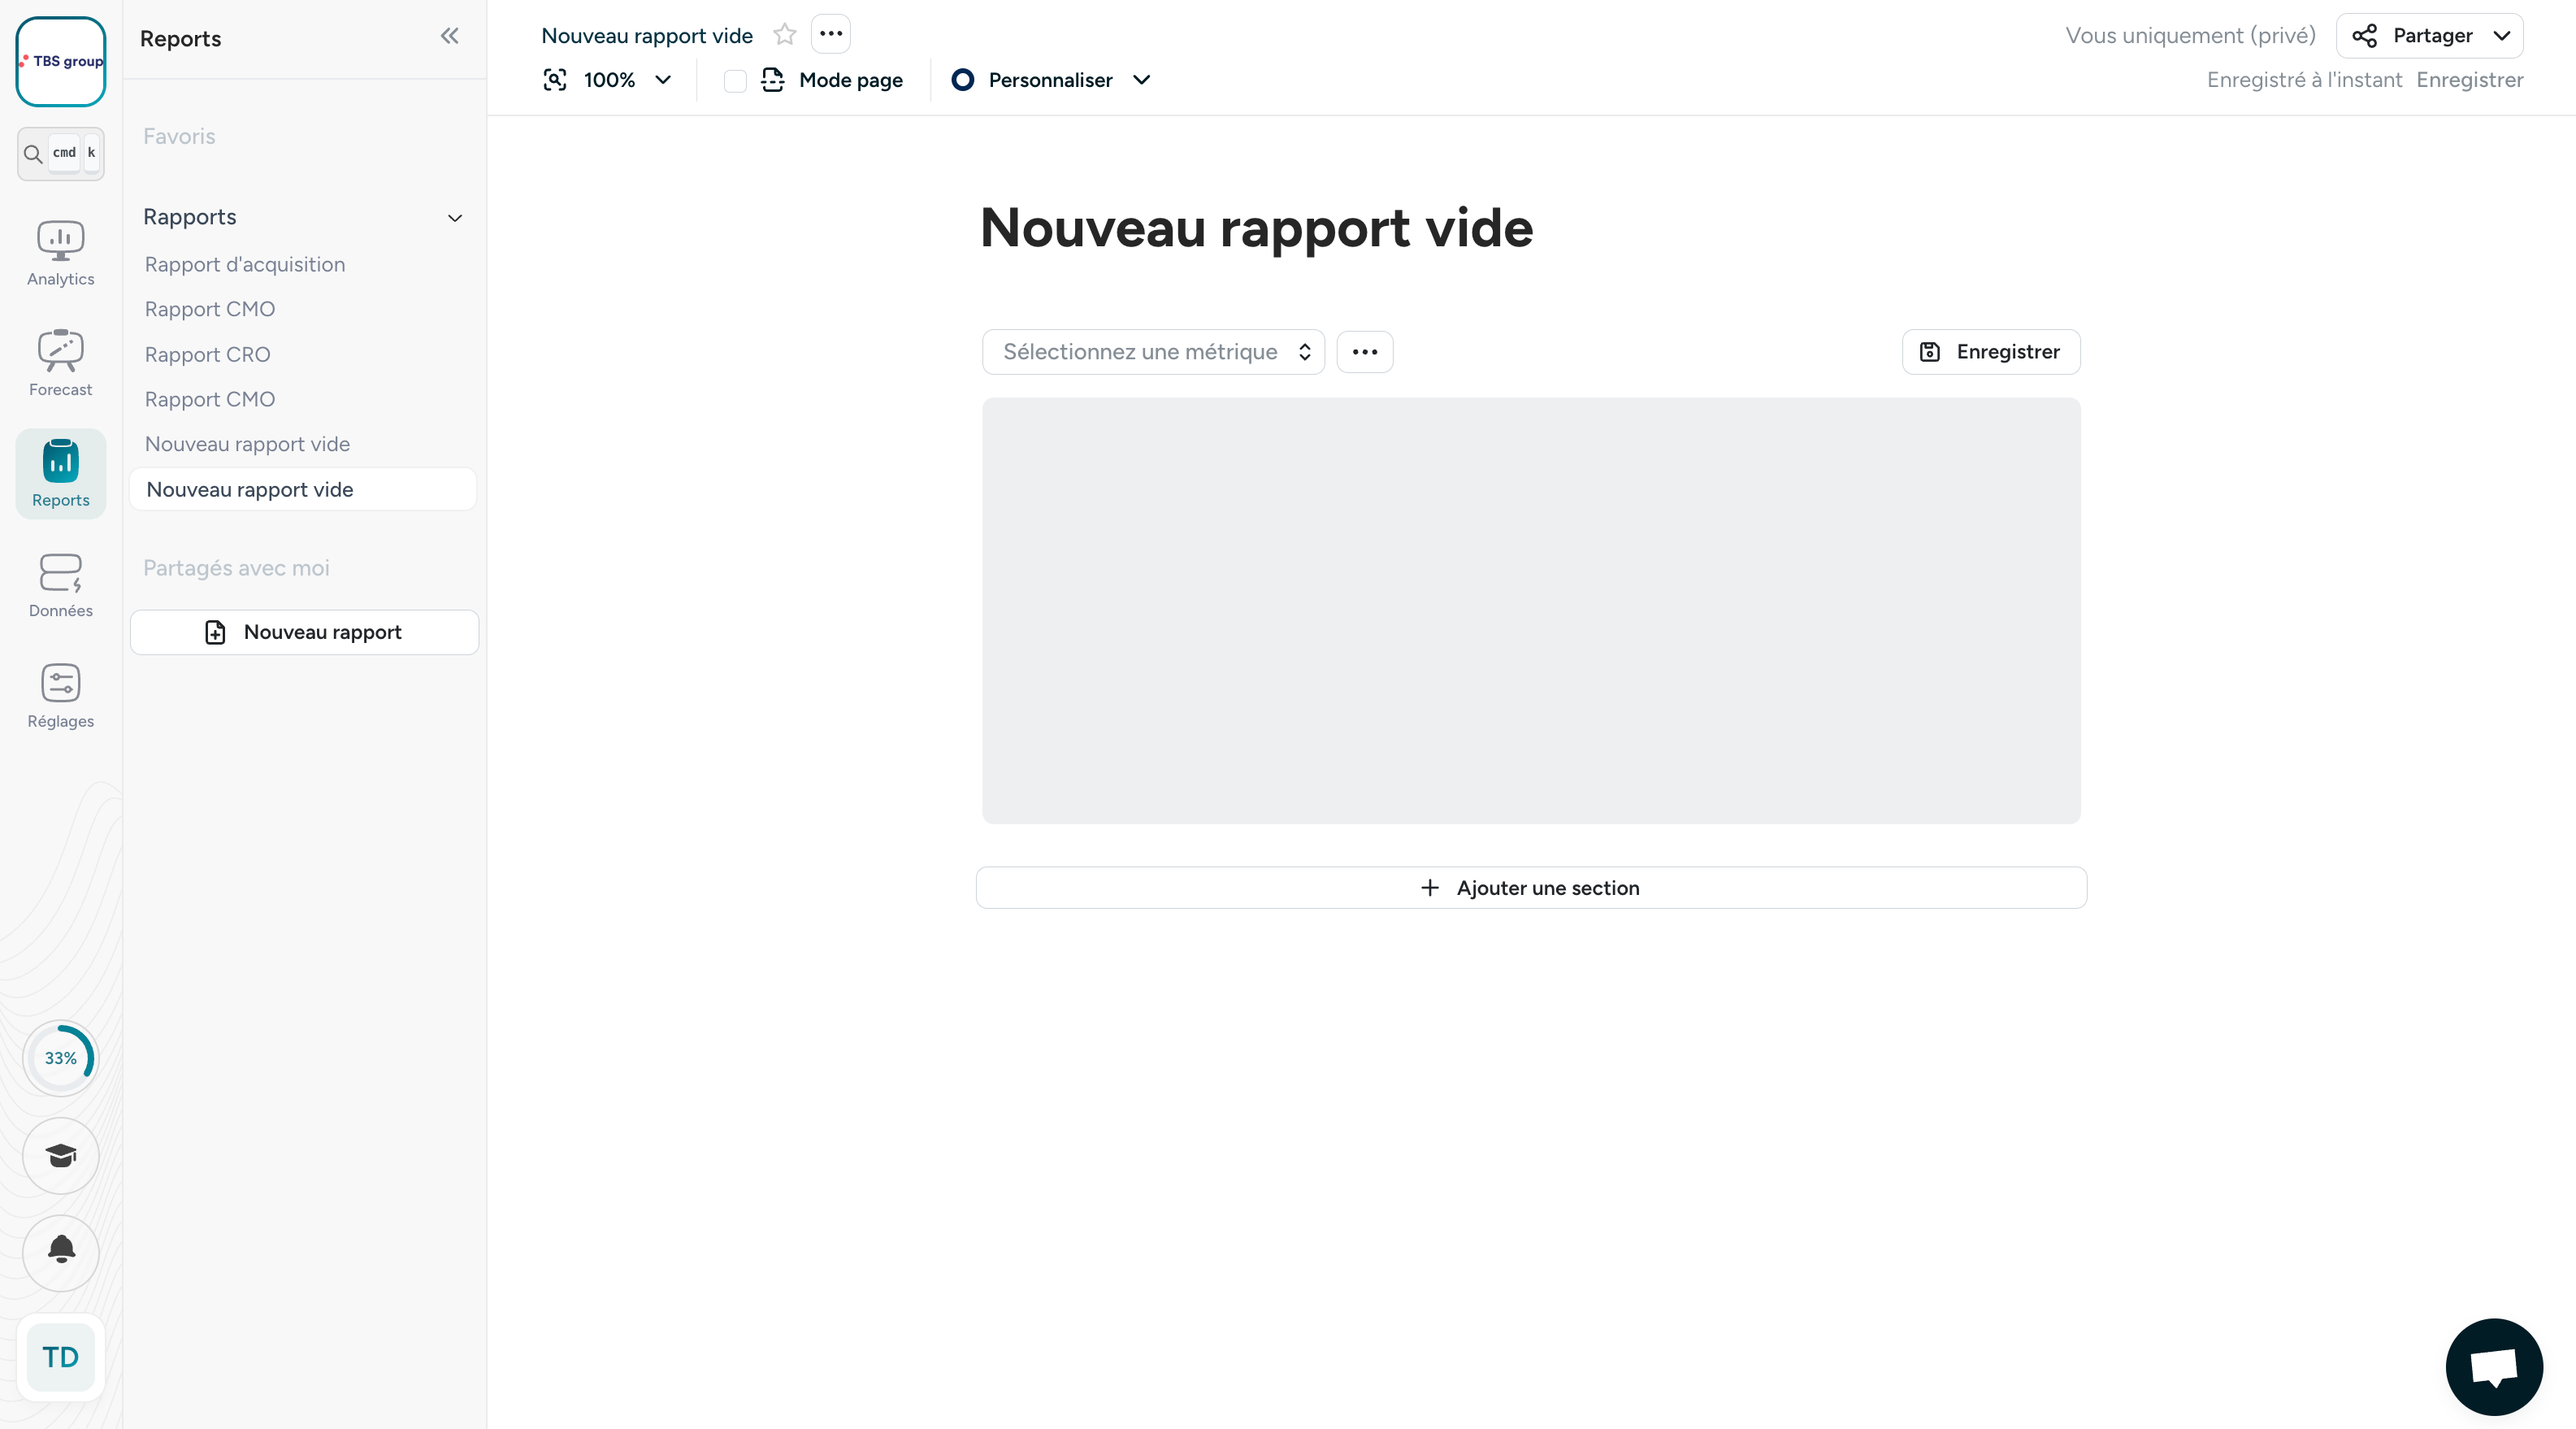 TBS group
cmd k
Analytics
Forecast
Reports
Données
Réglages
33%
TD
Reports
Favoris
Rapports
Rapport d'acquisition
Rapport CMO
Rapport CRO
Rapport CMO
Nouveau rapport vide
Nouveau rapport vide
Partagés avec moi
Nouveau rapport
Nouveau rapport vide
Vous uniquement (privé)
Partager
100%
Mode page
Personnaliser
Enregistré à l'instant
Enregistrer
Nouveau rapport vide
Sélectionnez une métrique
Enregistrer
Ajouter une section